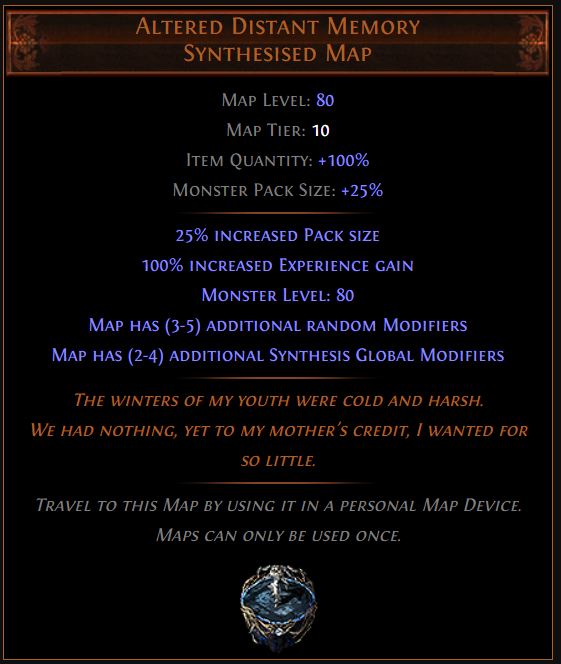 Altered Distant Memory
Synthesised Map
Map Level: 80
Map Tier: 10
Item Quantity: +100%
Monster Pack Size: +25%
25% increased Pack size
100% increased Experience gain
Monster Level: 80
Map has (3-5) additional random Modifiers
Map has (2-4) additional Synthesis Global Modifiers
The winters of my youth were cold and harsh.
We had nothing, yet to my mother's credit, I wanted for
so little.
Travel to this Map by using it in a personal Map Device.
Maps can only be used once.